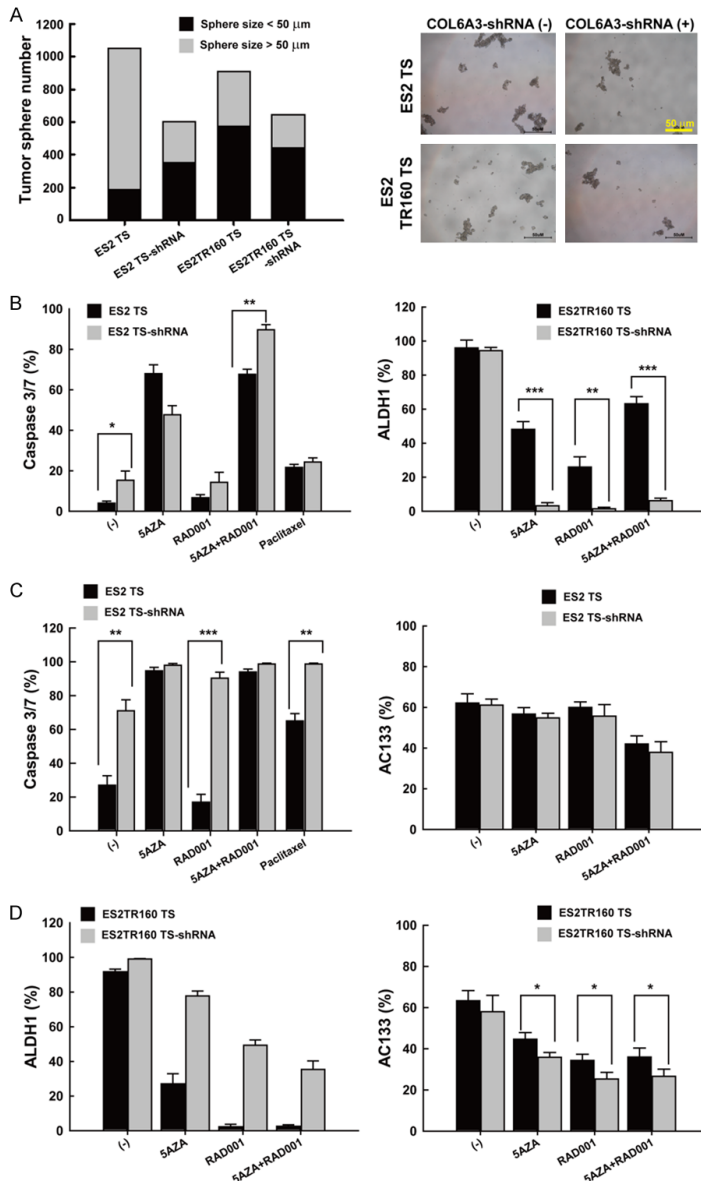 A
Sphere size < 50 μm
Sphere size > 50 μm
Tumor sphere number
1200
1000
800
600
400
200
0
ES2 TS
ES2 TS-shRNA
ES2TR160 TS
ES2TR160 TS
-shRNA
COL6A3-shRNA (-)
COL6A3-shRNA (+)
ES2 TS
50 μm
ES2
TR160 TS
B
ES2 TS
ES2 TS-shRNA
Caspase 3/7 (%)
100
80
60
40
20
0
*
**
(-)
5AZA
RAD001
5AZA+RAD001
Paclitaxel
ES2TR160 TS
ES2TR160 TS-shRNA
ALDH1 (%)
120
100
80
60
40
20
0
***
**
***
(-)
5AZA
RAD001
5AZA+RAD001
C
ES2 TS
ES2 TS-shRNA
Caspase 3/7 (%)
100
80
60
40
20
0
**
***
**
(-)
5AZA
RAD001
5AZA+RAD001
Paclitaxel
ES2 TS
ES2 TS-shRNA
AC133 (%)
100
80
60
40
20
0
(-)
5AZA
RAD001
5AZA+RAD001
D
ES2TR160 TS
ES2TR160 TS-shRNA
ALDH1 (%)
120
100
80
60
40
20
0
(-)
5AZA
RAD001
5AZA+RAD001
ES2TR160 TS
ES2TR160 TS-shRNA
AC133 (%)
100
80
60
40
20
0
*
*
*
(-)
5AZA
RAD001
5AZA+RAD001